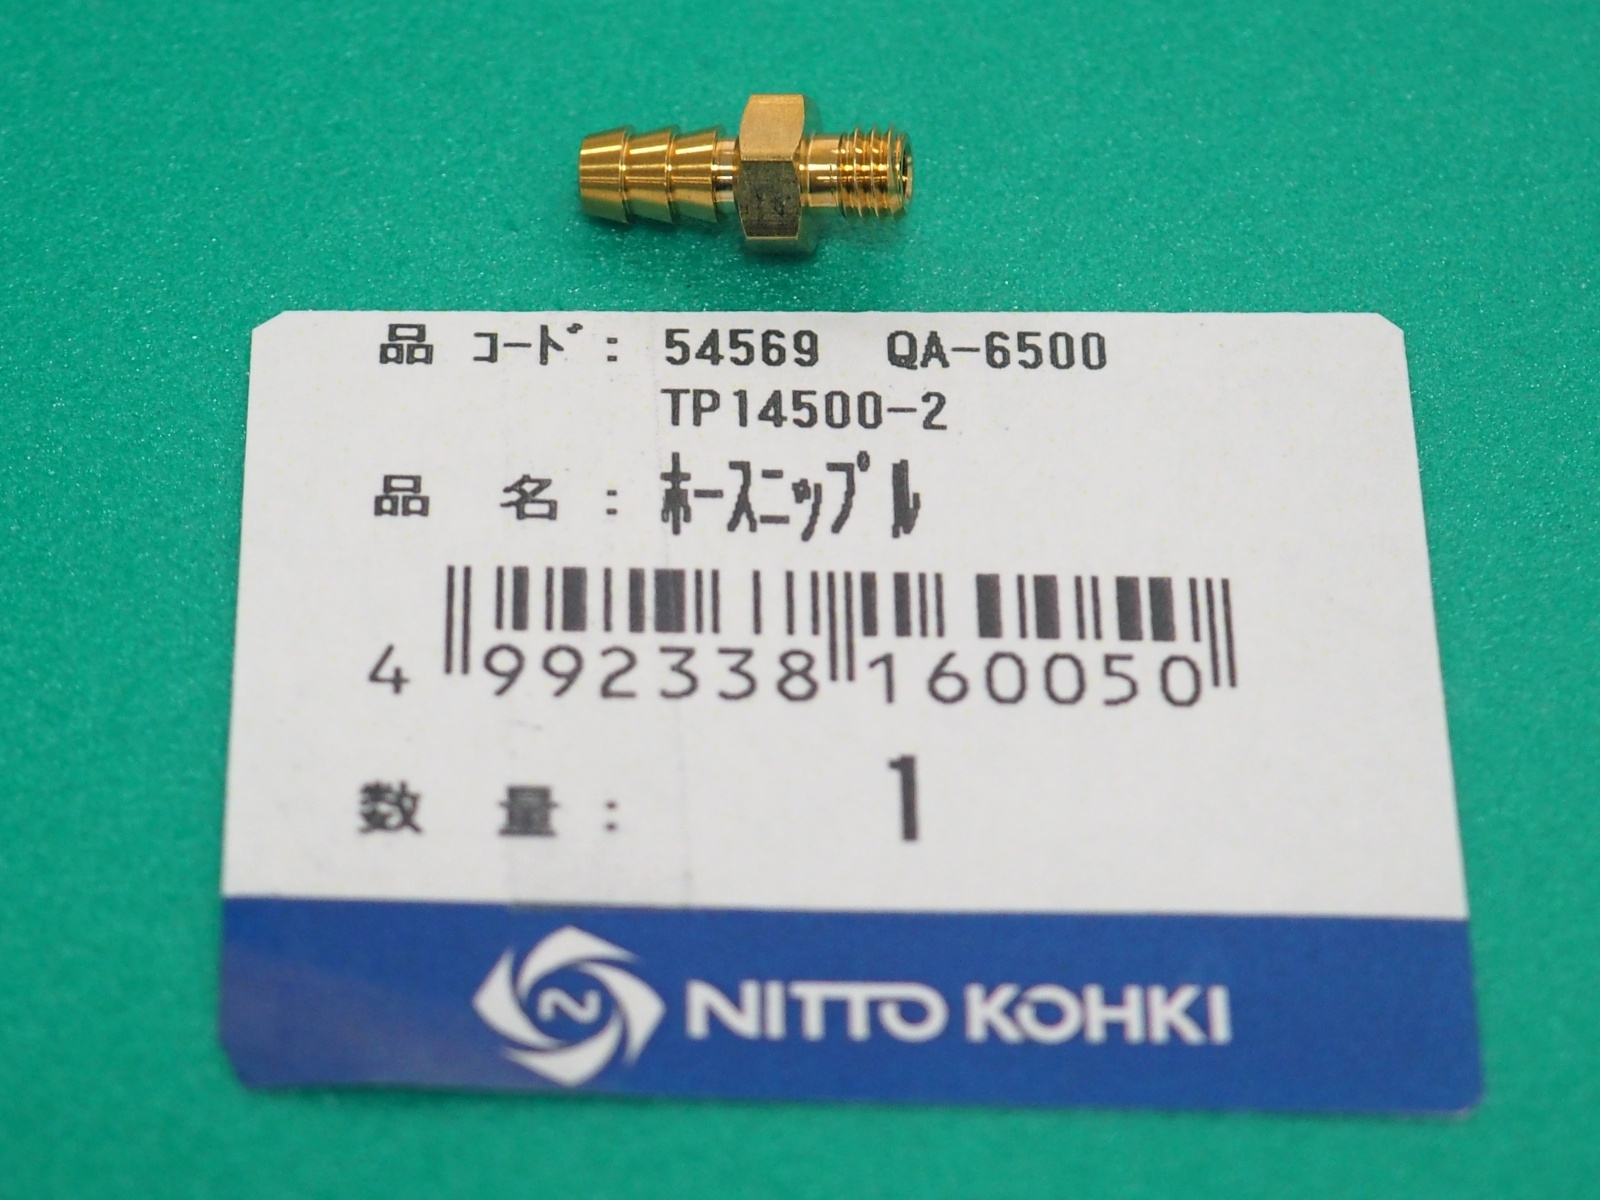 品 ｺｰﾄﾞ: 54569 QA-6500
TP14500-2
品 名 : ﾎｰｽﾆｯﾌﾟﾙ
4 992338 160050
数 量 : 1
NITTO KOHKI